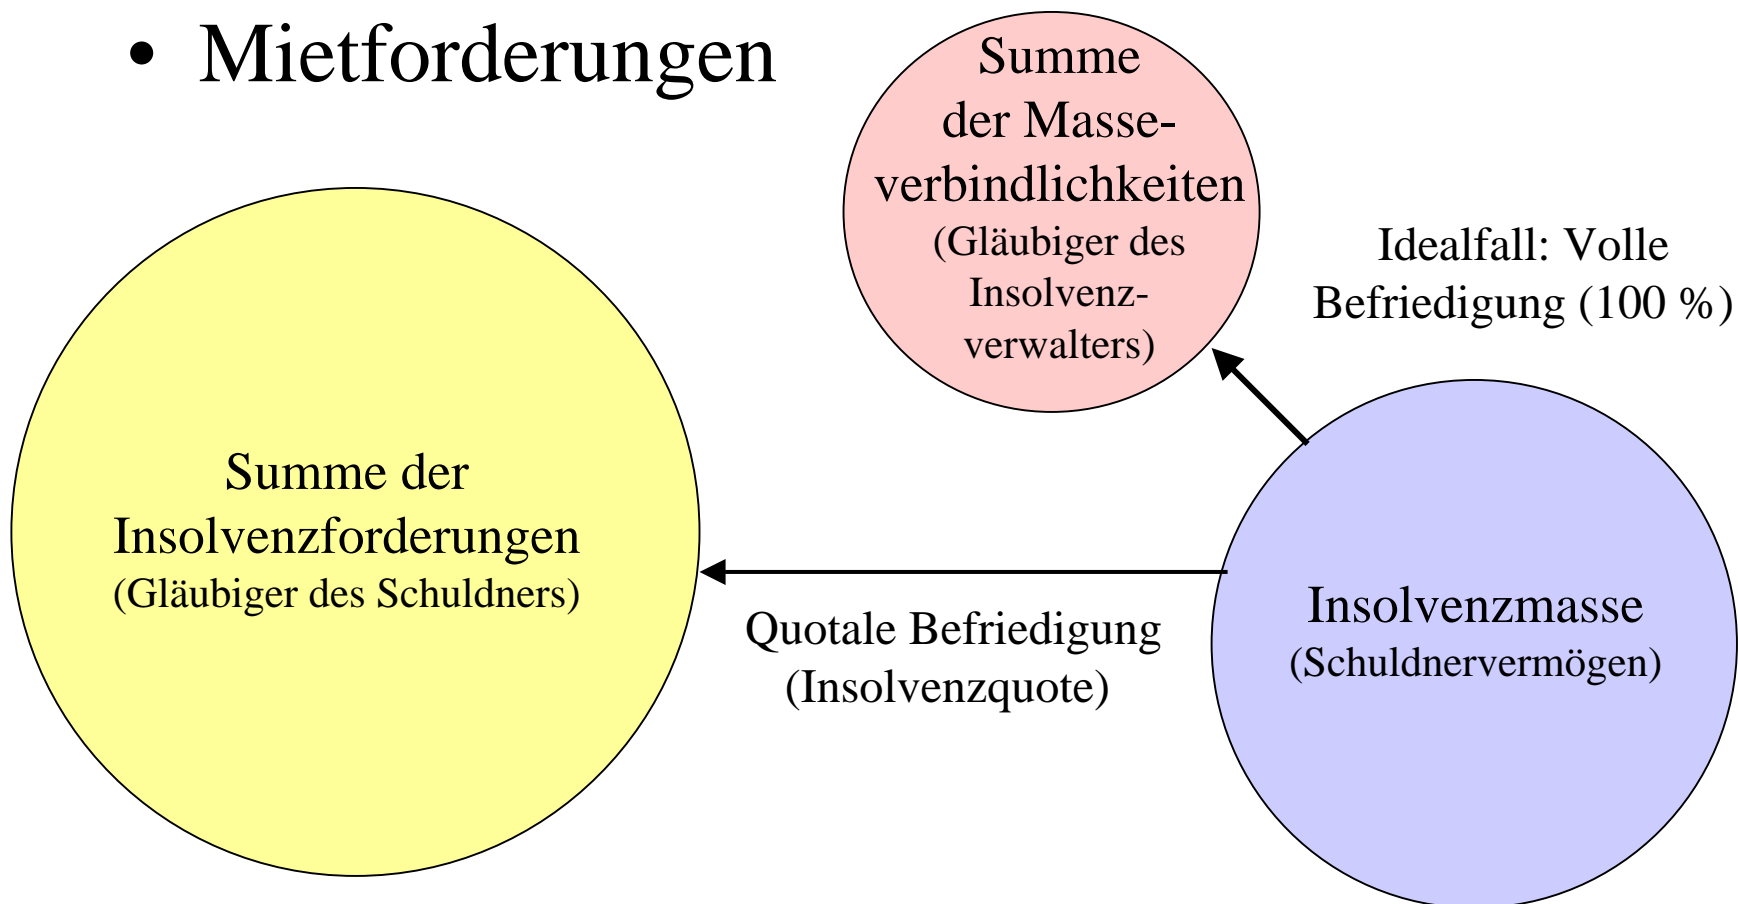 • Mietforderungen
Summe
der Masse-
verbindlichkeiten
(Gläubiger des
Insolvenz-
verwalters)
Idealfall: Volle
Befriedigung (100 %)
Summe der
Insolvenzforderungen
(Gläubiger des Schuldners)
Quotale Befriedigung
(Insolvenzquote)
Insolvenzmasse
(Schuldnervermögen)